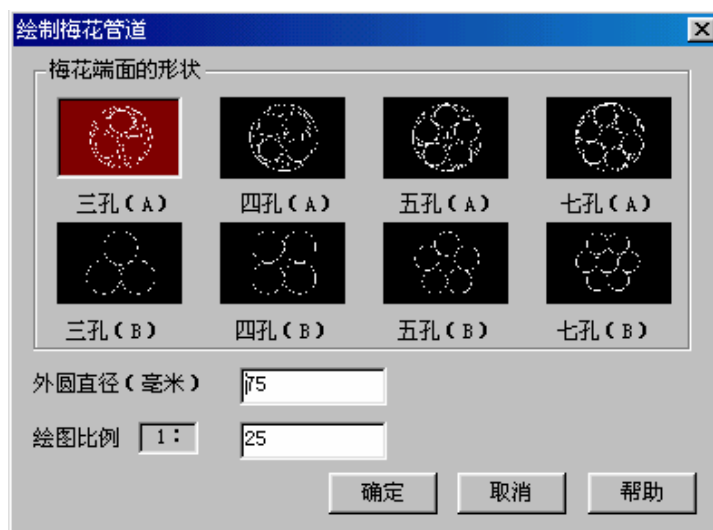 绘制梅花管道
梅花端面的形状
三孔(A) 四孔(A) 五孔(A) 七孔(A)
三孔(B) 四孔(B) 五孔(B) 七孔(B)
外圆直径(毫米) 75
绘图比例 1: 25
确定 取消 帮助